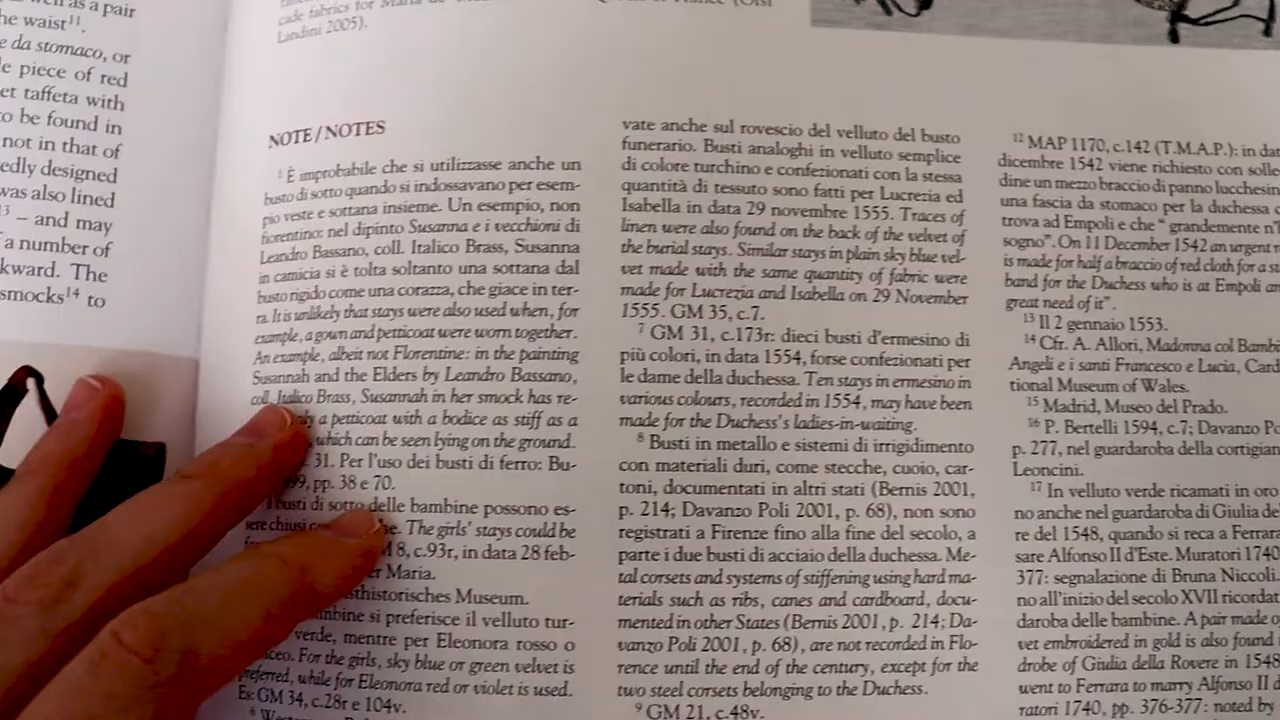 well as a pair
he waist¹¹.
e da stomaco, or
le piece of red
et taffeta with
to be found in
not in that of
edly designed
was also lined
¹³ – and may
a number of
kward. The
smocks¹⁴ to
cade fabrics for
Landini 2005).
NOTE / NOTES
¹ È improbabile che si utilizzasse anche un
busto di sotto quando si indossavano per esem-
pio veste e sottana insieme. Un esempio, non
fiorentino: nel dipinto Susanna e i vecchioni di
Leandro Bassano, coll. Italico Brass, Susanna
in camicia si è tolta soltanto una sottana dal
busto rigido come una corazza, che giace in ter-
ra. It is unlikely that stays were also used when, for
example, a gown and petticoat were worn together.
An example, albeit not Florentine: in the painting
Susannah and the Elders by Leandro Bassano,
coll. Italico Brass, Susannah in her smock has re-
a petticoat with a bodice as stiff as a
which can be seen lying on the ground.
31. Per l'uso dei busti di ferro: Bu-
99, pp. 38 e 70.
I busti di sotto delle bambine possono es-
sere chiusi The girls' stays could be
8, c.93r, in data 28 feb-
Maria.
sthistorisches Museum.
mbine si preferisce il velluto tur-
verde, mentre per Eleonora rosso o
ceo. For the girls, sky blue or green velvet is
preferred, while for Eleonora red or violet is used.
Es: GM 34, c.28r e 104v.
vate anche sul rovescio del velluto del busto
funerario. Busti analoghi in velluto semplice
di colore turchino e confezionati con la stessa
quantità di tessuto sono fatti per Lucrezia ed
Isabella in data 29 novembre 1555. Traces of
linen were also found on the back of the velvet of
the burial stays. Similar stays in plain sky blue vel-
vet made with the same quantity of fabric were
made for Lucrezia and Isabella on 29 November
1555. GM 35, c.7.
⁷ GM 31, c.173r: dieci busti d'ermesino di
più colori, in data 1554, forse confezionati per
le dame della duchessa. Ten stays in ermesino in
various colours, recorded in 1554, may have been
made for the Duchess's ladies-in-waiting.
⁸ Busti in metallo e sistemi di irrigidimento
con materiali duri, come stecche, cuoio, car-
toni, documentati in altri stati (Bernis 2001,
p. 214; Davanzo Poli 2001, p. 68), non sono
registrati a Firenze fino alla fine del secolo, a
parte i due busti di acciaio della duchessa. Me-
tal corsets and systems of stiffening using hard ma-
terials such as ribs, canes and cardboard, docu-
mented in other States (Bernis 2001, p. 214; Da-
vanzo Poli 2001, p. 68), are not recorded in Flo-
rence until the end of the century, except for the
two steel corsets belonging to the Duchess.
⁹ GM 21, c.48v.
¹² MAP 1170, c.142 (T.M.A.P.): in dat
dicembre 1542 viene richiesto con solle
dine un mezzo braccio di panno lucchesin
una fascia da stomaco per la duchessa
trova ad Empoli e che " grandemente n'
sogno". On 11 December 1542 an urgent
is made for half a braccio of red cloth for a st
band for the Duchess who is at Empoli an
great need of it".
¹³ Il 2 gennaio 1553.
¹⁴ Cfr. A. Allori, Madonna col Bambi
Angeli e i santi Francesco e Lucia, Card
tional Museum of Wales.
¹⁵ Madrid, Museo del Prado.
¹⁶ P. Bertelli 1594, c.7; Davanzo Po
p. 277, nel guardaroba della cortigian
Leoncini.
¹⁷ In velluto verde ricamati in oro
no anche nel guardaroba di Giulia de
re del 1548, quando si reca a Ferrara
sare Alfonso II d'Este. Muratori 1740
377: segnalazione di Bruna Niccoli.
no all'inizio del secolo XVII ricordat
daroba delle bambine. A pair made o
vet embroidered in gold is also found
drobe of Giulia della Rovere in 1548
went to Ferrara to marry Alfonso II d
ratori 1740, pp. 376-377: noted by